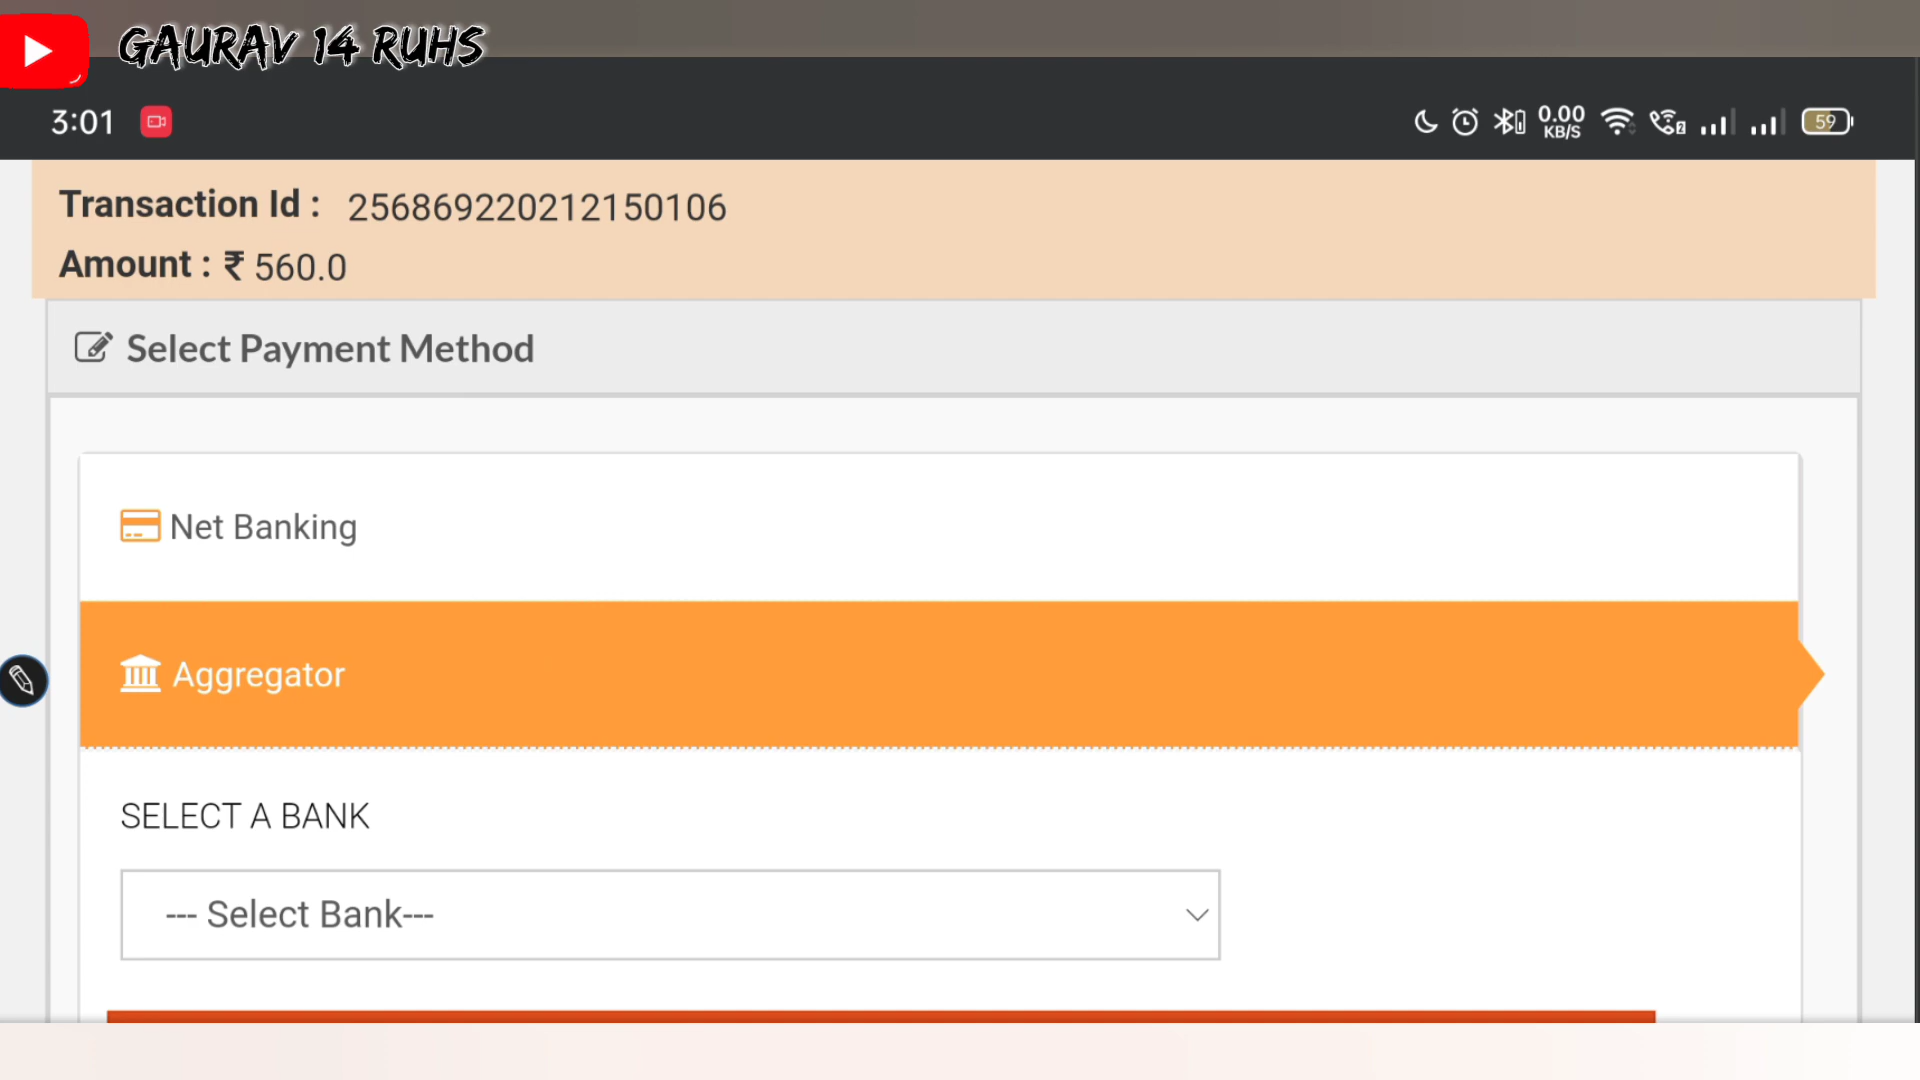 GAURAV 14 RUHS
3:01
0.00
KB/S
2
59
Transaction Id : 256869220212150106
Amount : ₹ 560.0
Select Payment Method
Net Banking
Aggregator
SELECT A BANK
--- Select Bank---